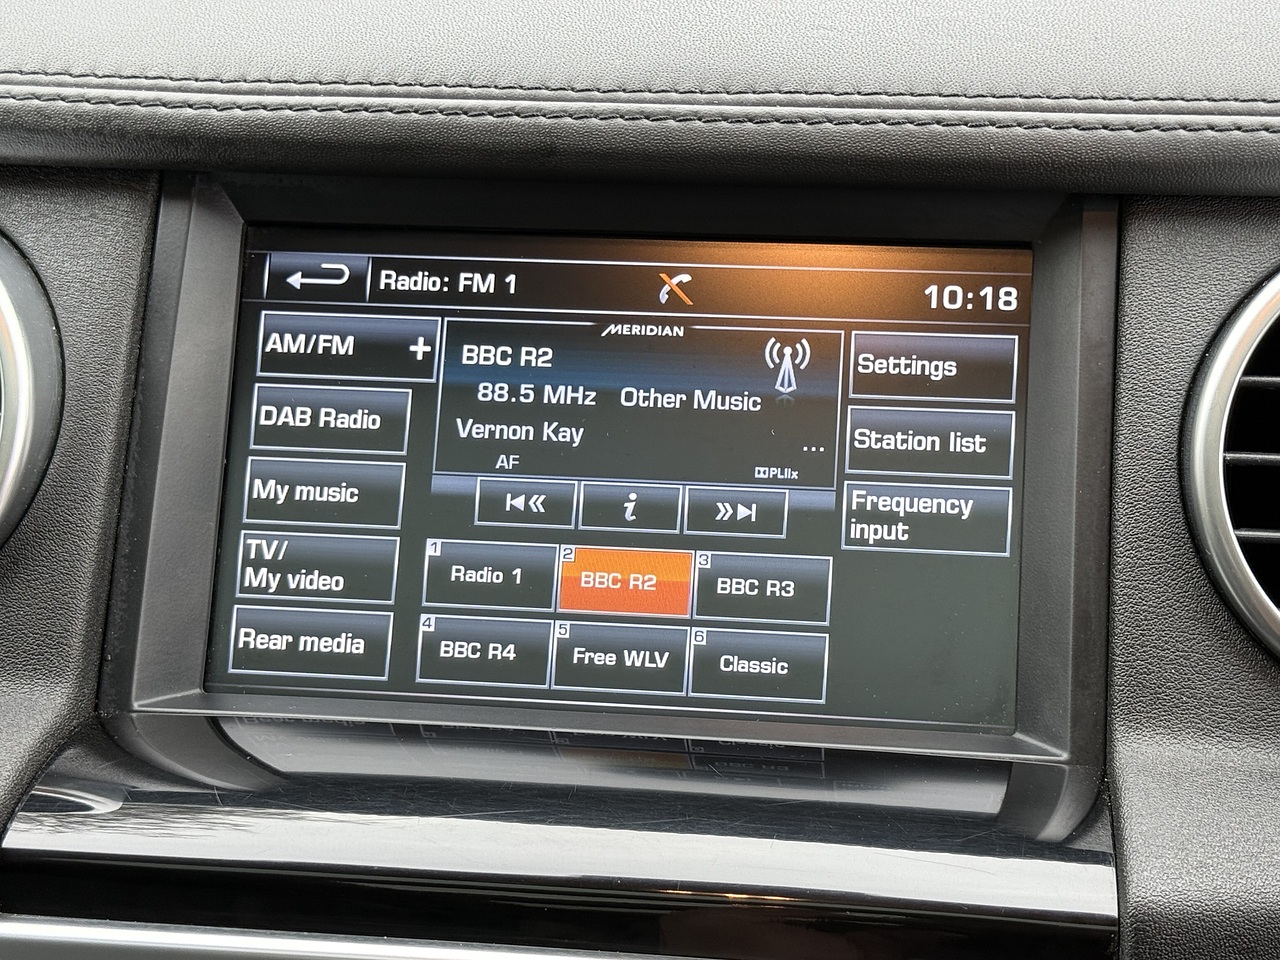 Radio: FM 1
10:18
AM/FM +
MERIDIAN
BBC R2
88.5 MHz Other Music
Vernon Kay
...
AF
PLIIx
Settings
DAB Radio
Station list
My music
i
Frequency
input
TV/
My video
1
Radio 1
2
BBC R2
3
BBC R3
Rear media
4
BBC R4
5
Free WLV
6
Classic